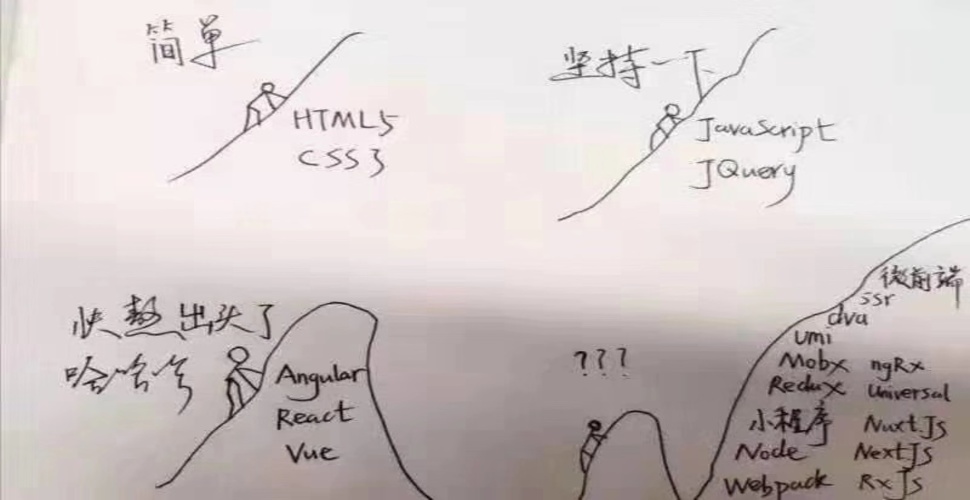 简单
HTML5
CSS3
坚持一下
JavaScript
JQuery
快熬出头了
哈哈哈
Angular
React
Vue
???
微前端
ssr
dva
umi
Mobx ngRx
Redux Universal
小程序 Nuxt.Js
Node NextJS
Webpack RxJs